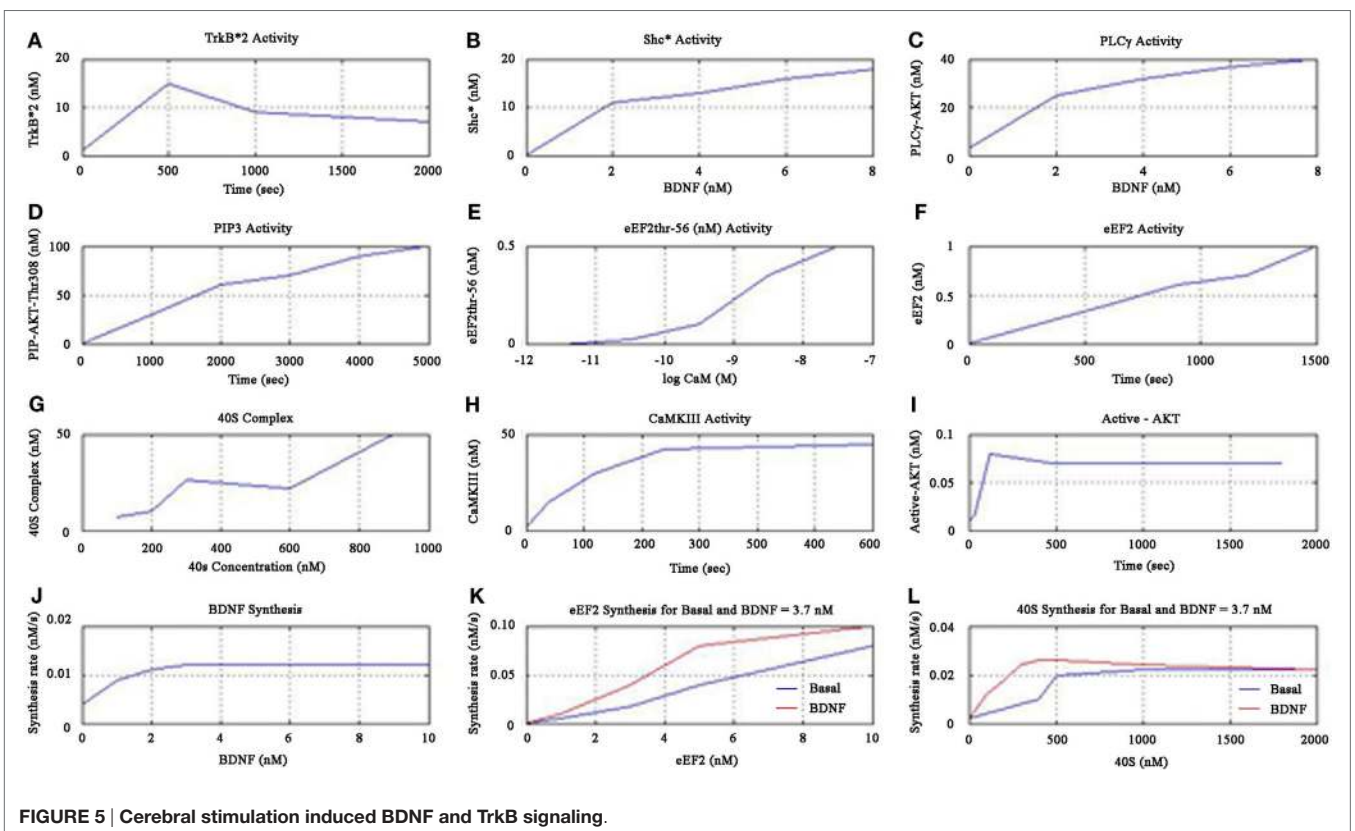 A
TrkB*2 Activity
TrkB*2 (nM)
20
10
0
0 500 1000 1500 2000
Time (sec)
B
Shc* Activity
Shc* (nM)
20
10
0
0 2 4 6 8
BDNF (nM)
C
PLCγ Activity
PLCγ-AKT (nM)
40
20
0
0 2 4 6 8
BDNF (nM)
D
PIP3 Activity
PIP-AKT-Thr308 (nM)
100
50
0
0 1000 2000 3000 4000 5000
Time (sec)
E
eEF2thr-56 (nM) Activity
eEF2thr-56 (nM)
0.5
0
-12 -11 -10 -9 -8 -7
log CaM (M)
F
eEF2 Activity
eEF2 (nM)
1
0.5
0
0 500 1000 1500
Time (sec)
G
40S Complex
40S Complex (nM)
50
0
0 200 400 600 800 1000
40s Concentration (nM)
H
CaMKIII Activity
CaMKIII (nM)
50
0
0 100 200 300 400 500 600
Time (sec)
I
Active - AKT
Active-AKT (nM)
0.1
0.05
0
0 500 1000 1500 2000
Time (sec)
J
BDNF Synthesis
Synthesis rate (nM/s)
0.02
0.01
0
0 2 4 6 8 10
BDNF (nM)
K
eEF2 Synthesis for Basal and BDNF = 3.7 nM
Synthesis rate (nM/s)
0.10
0.05
0
0 2 4 6 8 10
eEF2 (nM)
Basal
BDNF
L
40S Synthesis for Basal and BDNF = 3.7 nM
Synthesis rate (nM/s)
0.04
0.02
0
0 500 1000 1500 2000
40S (nM)
Basal
BDNF
FIGURE 5 | Cerebral stimulation induced BDNF and TrkB signaling.